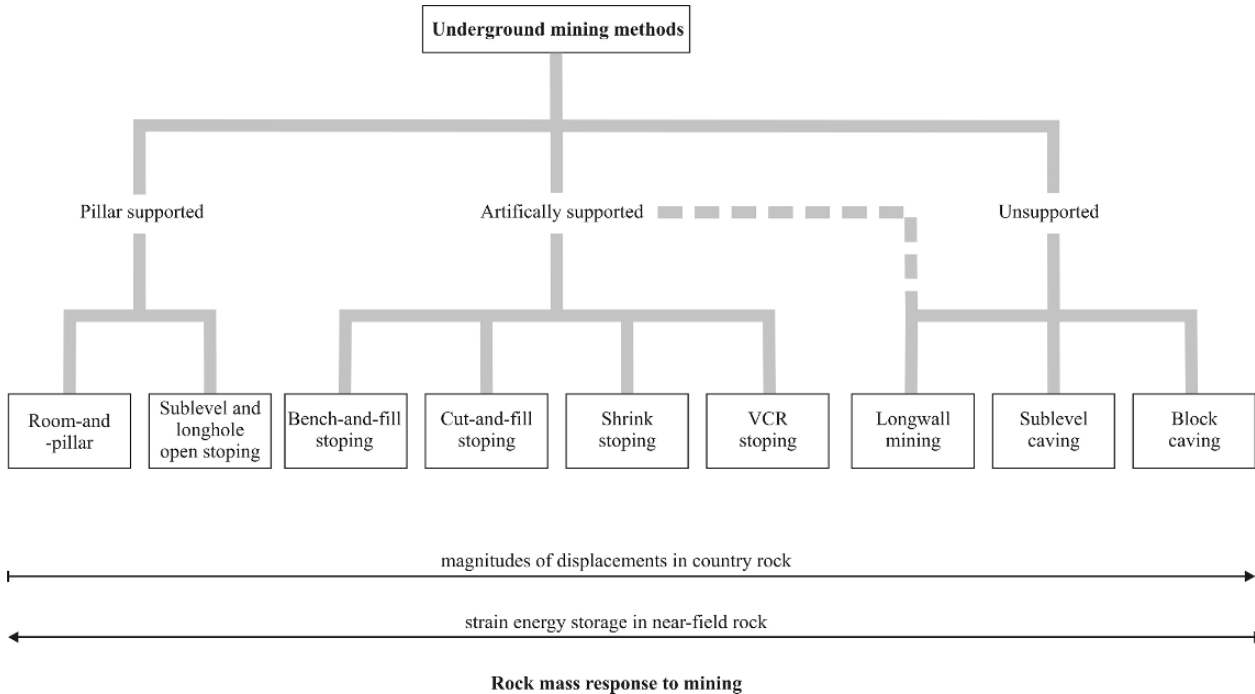 Underground mining methods
Pillar supported
Artifically supported
Unsupported
Room-and
-pillar
Sublevel and
longhole
open stoping
Bench-and-fill
stoping
Cut-and-fill
stoping
Shrink
stoping
VCR
stoping
Longwall
mining
Sublevel
caving
Block
caving
magnitudes of displacements in country rock
strain energy storage in near-field rock
Rock mass response to mining